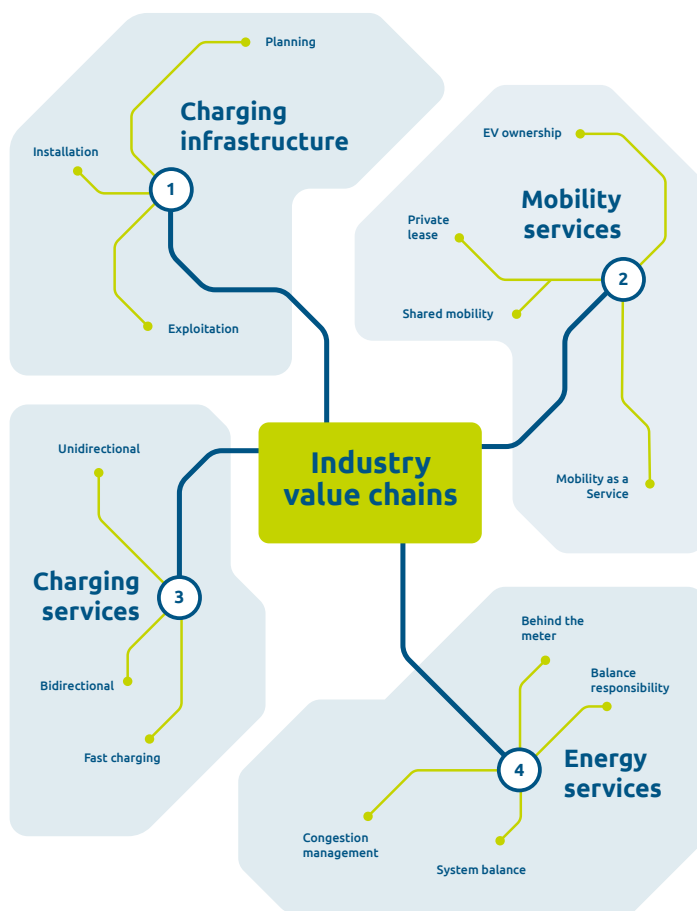 Planning
Charging
infrastructure
Installation
1
Exploitation
EV ownership
Mobility
services
Private
lease
2
Shared mobility
Mobility as a
Service
Industry
value chains
Unidirectional
Charging
services
3
Bidirectional
Fast charging
Behind the
meter
Balance
responsibility
Energy
services
4
Congestion
management
System balance